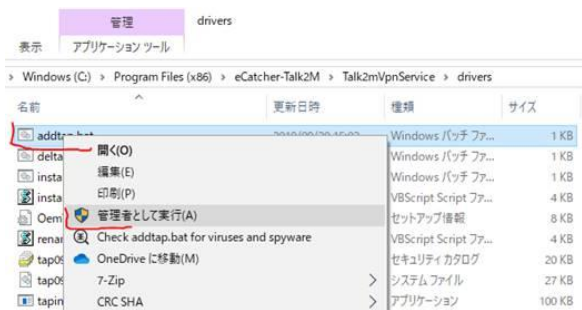 管理 drivers
表示 アプリケーション ツール
> Windows (C:) > Program Files (x86) > eCatcher-Talk2M > Talk2mVpnService > drivers
名前 更新日時 種類 サイズ
addtap.bat Windows バッチ ファ... 1 KB
開く(O)
delta Windows バッチ ファ... 1 KB
編集(E)
insta Windows バッチ ファ... 1 KB
印刷(P)
insta VBScript Script ファ... 4 KB
Oem 管理者として実行(A) セットアップ情報 8 KB
renar Check addtap.bat for viruses and spyware VBScript Script ファ... 4 KB
tap09 OneDrive に移動(M) セキュリティ カタログ 20 KB
tap09 7-Zip > システム ファイル 27 KB
tapin CRC SHA > アプリケーション 100 KB